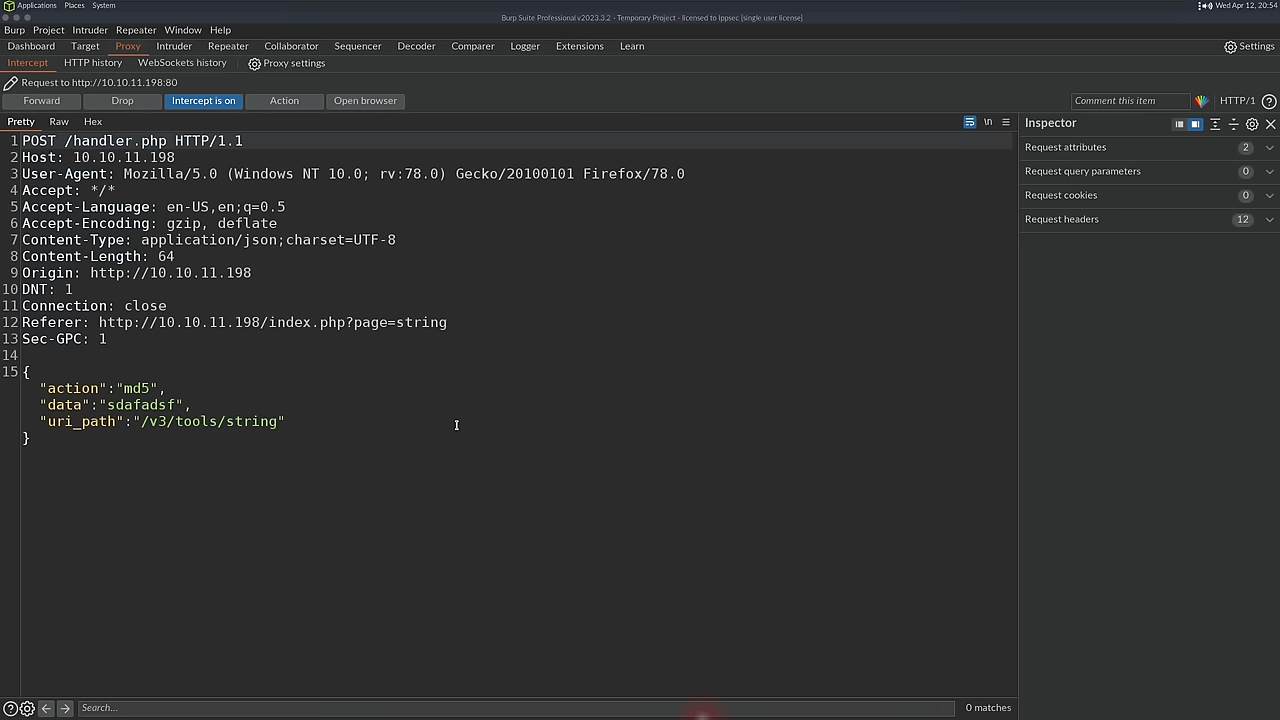 Applications Places System Wed Apr 12, 20:54
Burp Suite Professional v2023.3.2 - Temporary Project - licensed to Ippsec [single user license]
Burp Project Intruder Repeater Window Help
Dashboard Target Proxy Intruder Repeater Collaborator Sequencer Decoder Comparer Logger Extensions Learn Settings
Intercept HTTP history WebSockets history Proxy settings
Request to http://10.10.11.198:80
Forward Drop Intercept is on Action Open browser Comment this item HTTP/1 ?
Pretty Raw Hex \n
Inspector
Request attributes 2
Request query parameters 0
Request cookies 0
Request headers 12
1 POST /handler.php HTTP/1.1
2 Host: 10.10.11.198
3 User-Agent: Mozilla/5.0 (Windows NT 10.0; rv:78.0) Gecko/20100101 Firefox/78.0
4 Accept: */*
5 Accept-Language: en-US,en;q=0.5
6 Accept-Encoding: gzip, deflate
7 Content-Type: application/json;charset=UTF-8
8 Content-Length: 64
9 Origin: http://10.10.11.198
10 DNT: 1
11 Connection: close
12 Referer: http://10.10.11.198/index.php?page=string
13 Sec-GPC: 1
14
15 {
"action":"md5",
"data":"sdafadsf",
"uri_path":"/v3/tools/string"
}
? Search... 0 matches